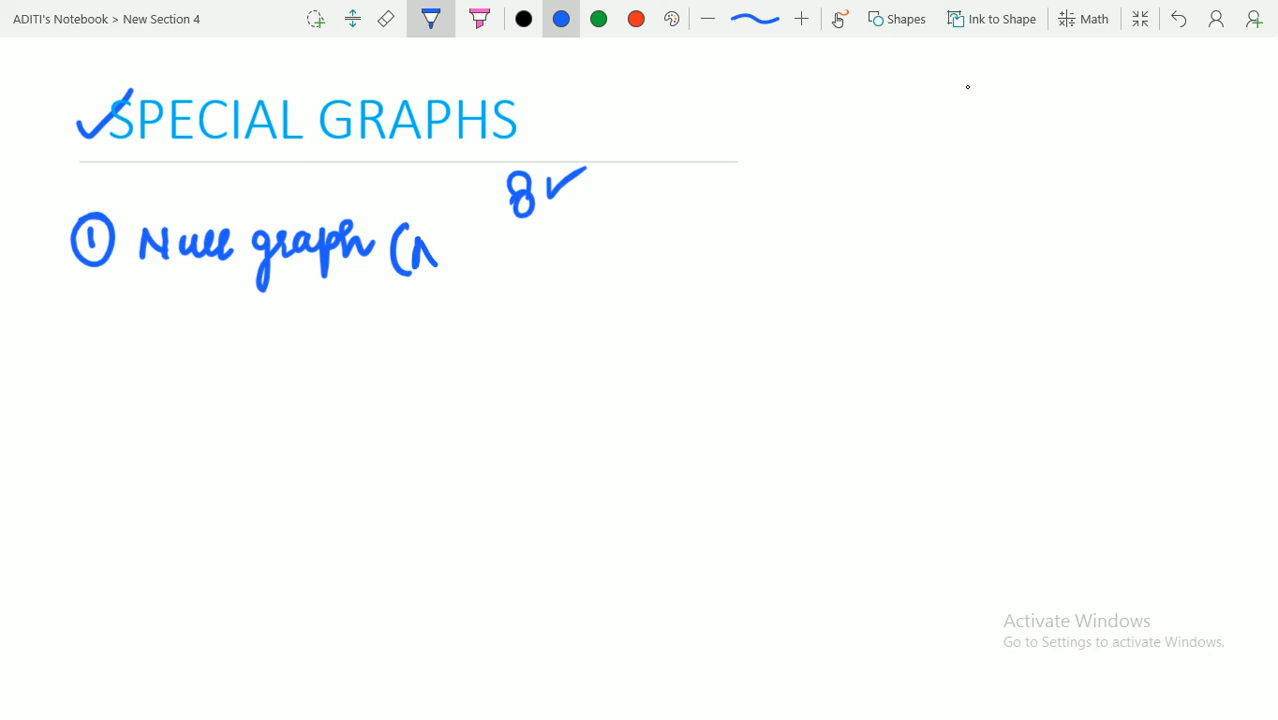 ADITI's Notebook > New Section 4
Shapes
Ink to Shape
Math
SPECIAL GRAPHS
8
① Null graph (N
Activate Windows
Go to Settings to activate Windows.